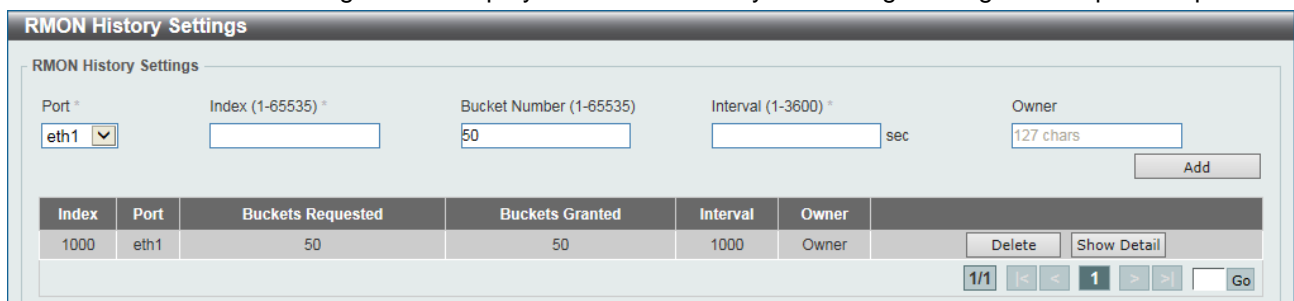 RMON History Settings
RMON History Settings
Port * Index (1-65535) * Bucket Number (1-65535) Interval (1-3600) * Owner
eth1 50 sec 127 chars
Add
Index Port Buckets Requested Buckets Granted Interval Owner
1000 eth1 50 50 1000 Owner Delete Show Detail
1/1 |< < 1 > >| Go